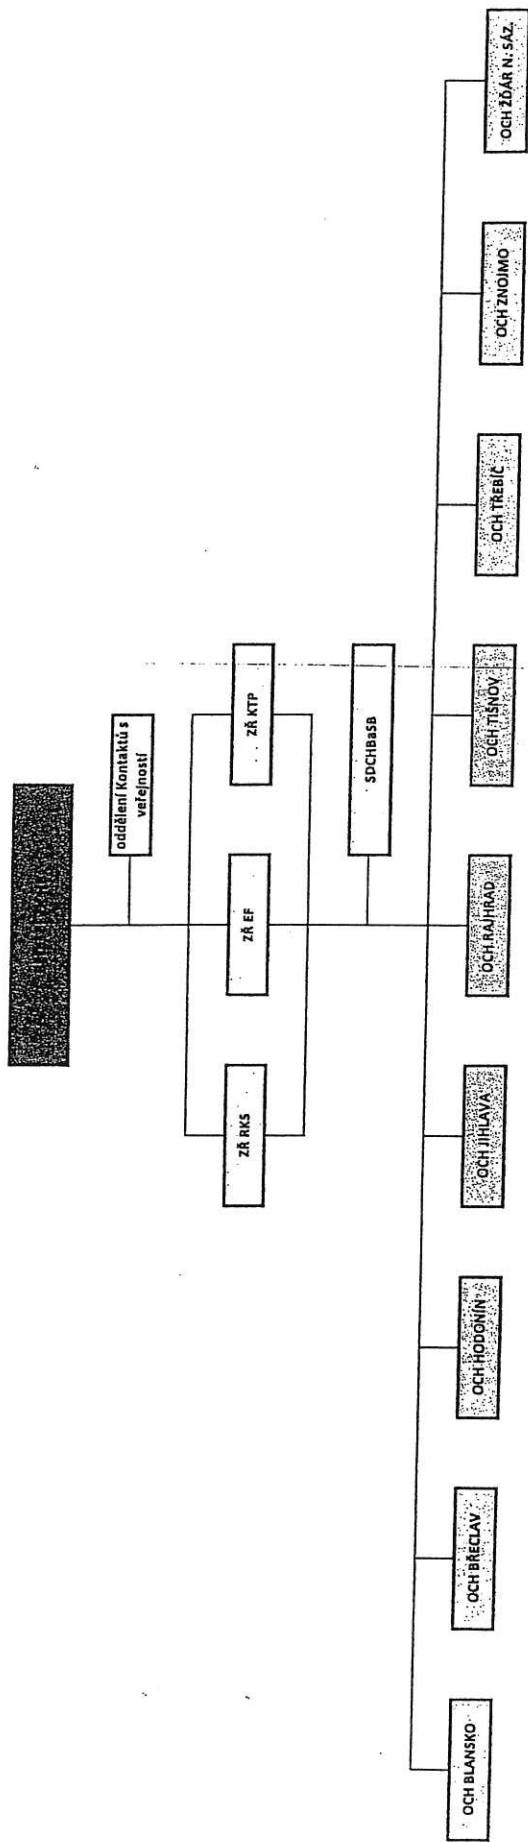 oddělení Kontaktů s
veřejností
ZŘ RKS
ZŘ EF
ZŘ KTP
SDCHBaSB
OCH BLANSKO
OCH BŘECLAV
OCH HODONÍN
OCH JIHLAVA
OCH RAJHRAD
OCH TIŠNOV
OCH TŘEBÍČ
OCH ZNOJMO
OCH ŽĎÁR N. SÁZ.